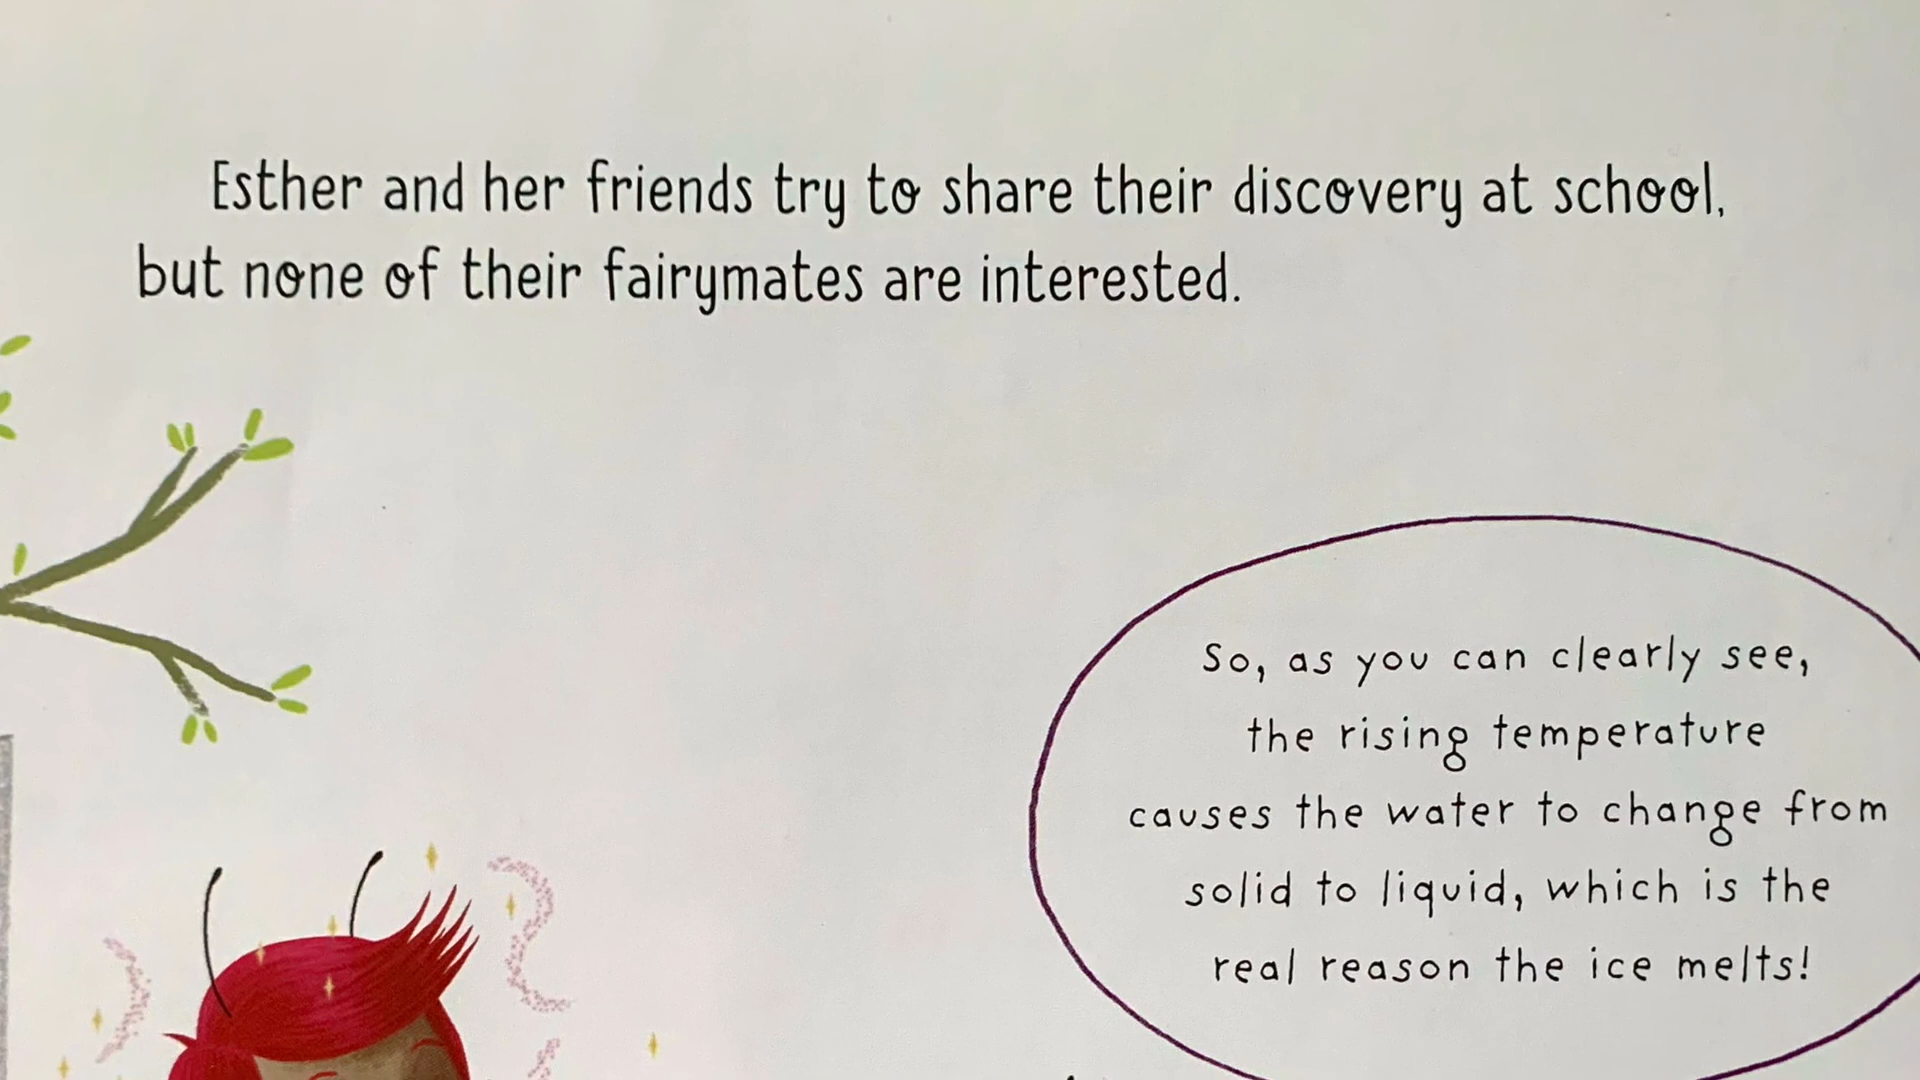 Esther and her friends try to share their discovery at school,
but none of their fairymates are interested.
So, as you can clearly see,
the rising temperature
causes the water to change from
solid to liquid, which is the
real reason the ice melts!